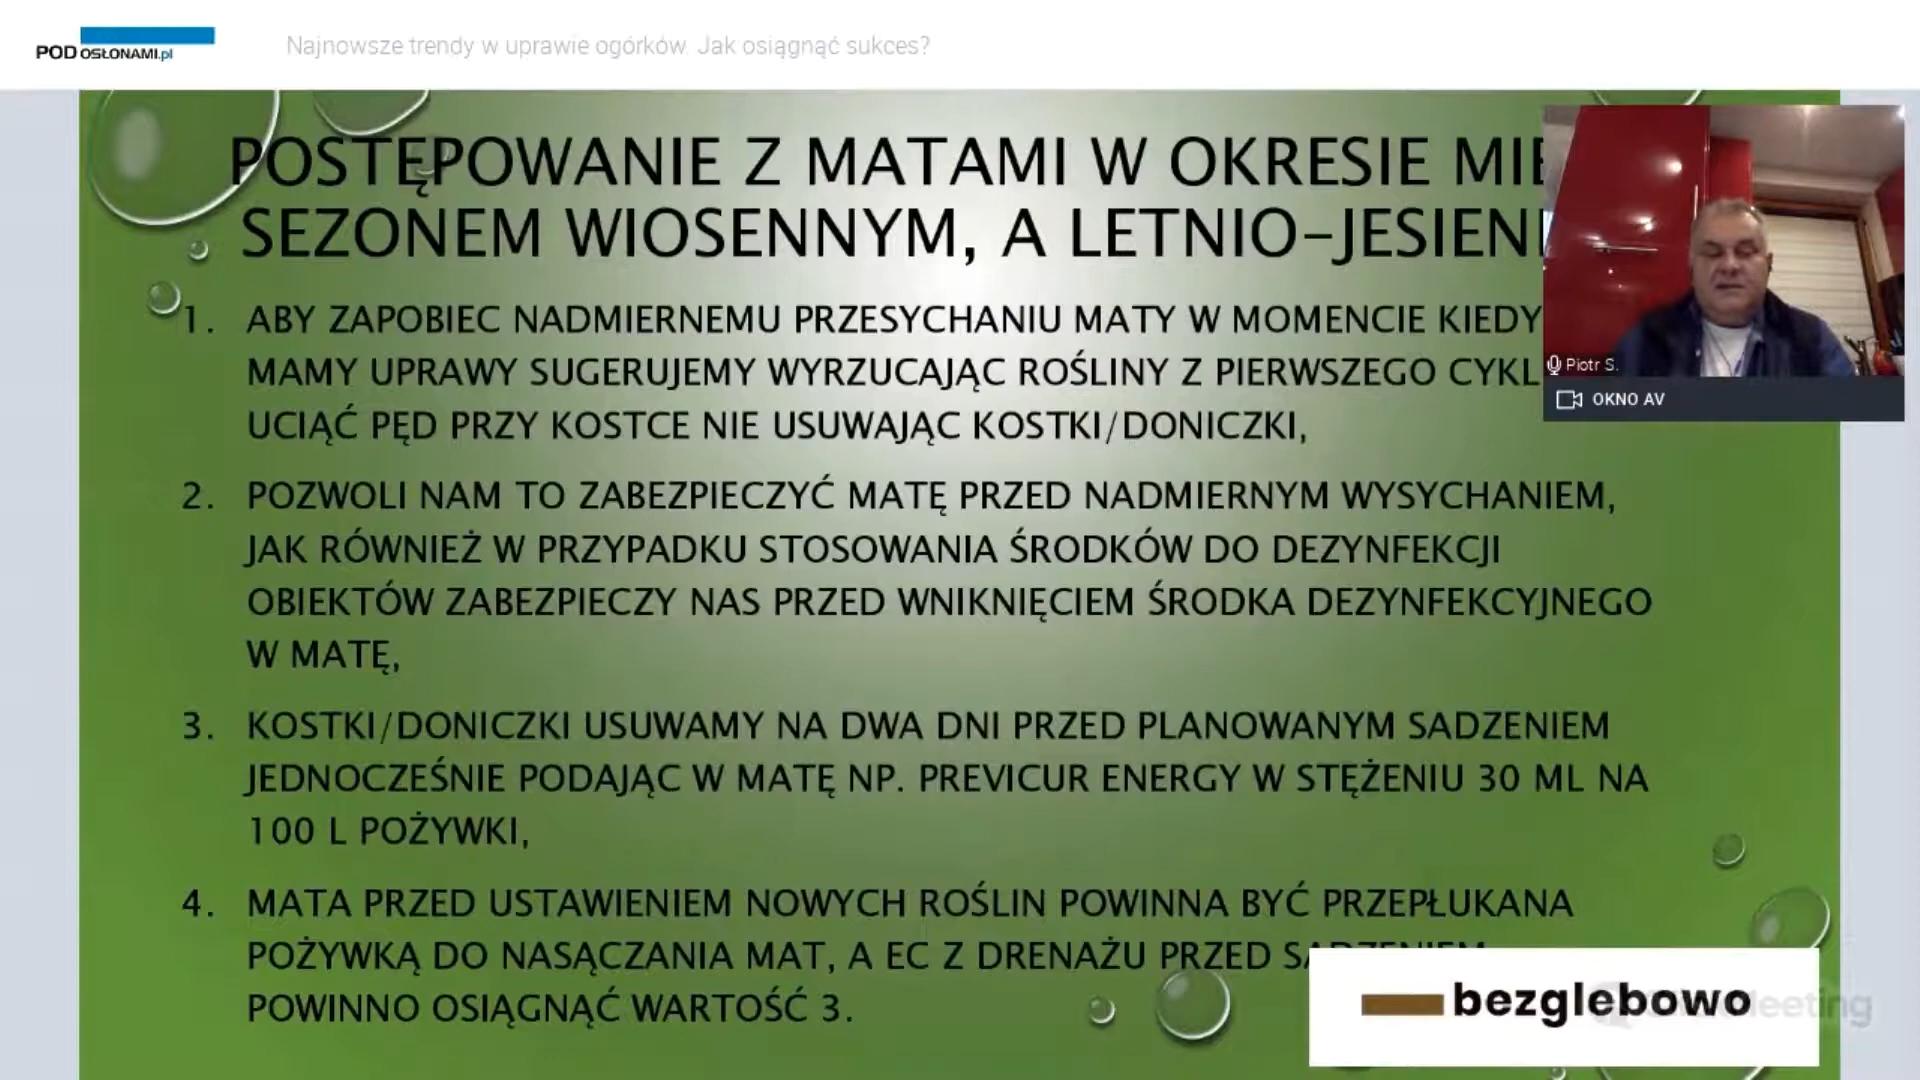 POD OSŁONAMI.pl
Najnowsze trendy w uprawie ogórków. Jak osiągnąć sukces?
POSTĘPOWANIE Z MATAMI W OKRESIE
SEZONEM WIOSENNYM, A
1. ABY ZAPOBIEC NADMIERNEMU PRZESYCHANIU MATY W MOMENCIE KIEDY
MAMY UPRAWY SUGERUJEMY WYRZUCAJĄC ROŚLINY Z PIERWSZEGO
UCIĄĆ PĘD PRZY KOSTCE NIE USUWAJĄC KOSTKI/DONICZKI,
Piotr S.
OKNO AV
2. POZWOLI NAM TO ZABEZPIECZYĆ MATĘ PRZED NADMIERNYM WYSYCHANIEM,
JAK RÓWNIEŻ W PRZYPADKU STOSOWANIA ŚRODKÓW DO DEZYNFEKCJI
OBIEKTÓW ZABEZPIECZY NAS PRZED WNIKNIĘCIEM ŚRODKA DEZYNFEKCYJNEGO
W MATĘ,
3. KOSTKI/DONICZKI USUWAMY NA DWA DNI PRZED PLANOWANYM SADZENIEM
JEDNOCZEŚNIE PODAJĄC W MATĘ NP. PREVICUR ENERGY W STĘŻENIU 30 ML NA
100 L POŻYWKI,
4. MATA PRZED USTAWIENIEM NOWYCH ROŚLIN POWINNA BYĆ PRZEPŁUKANA
POŻYWKĄ DO NASĄCZANIA MAT, A EC Z DRENAŻU PRZED SADZENIEM
POWINNO OSIĄGNĄĆ WARTOŚĆ 3.
bezglebowo